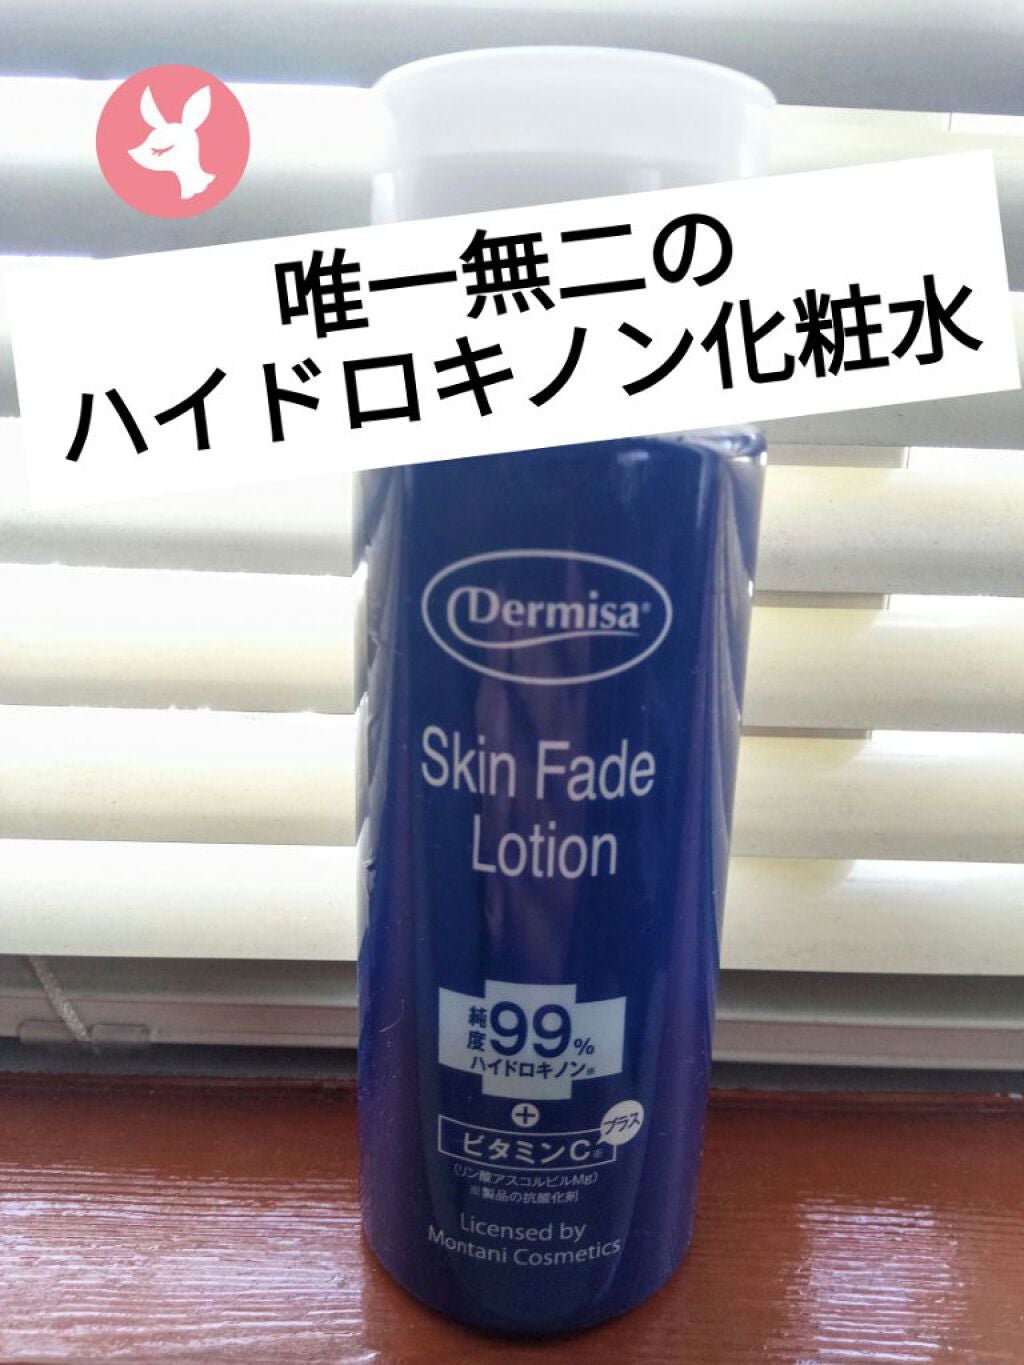 唯一無二の
ハイドロキノン化粧水
Dermisa®
Skin Fade
Lotion
純度99%
ハイドロキノン※
+
ビタミンC※
プラス
(リン酸アスコルビルMg)
※製品の抗酸化剤
Licensed by
Montani Cosmetics